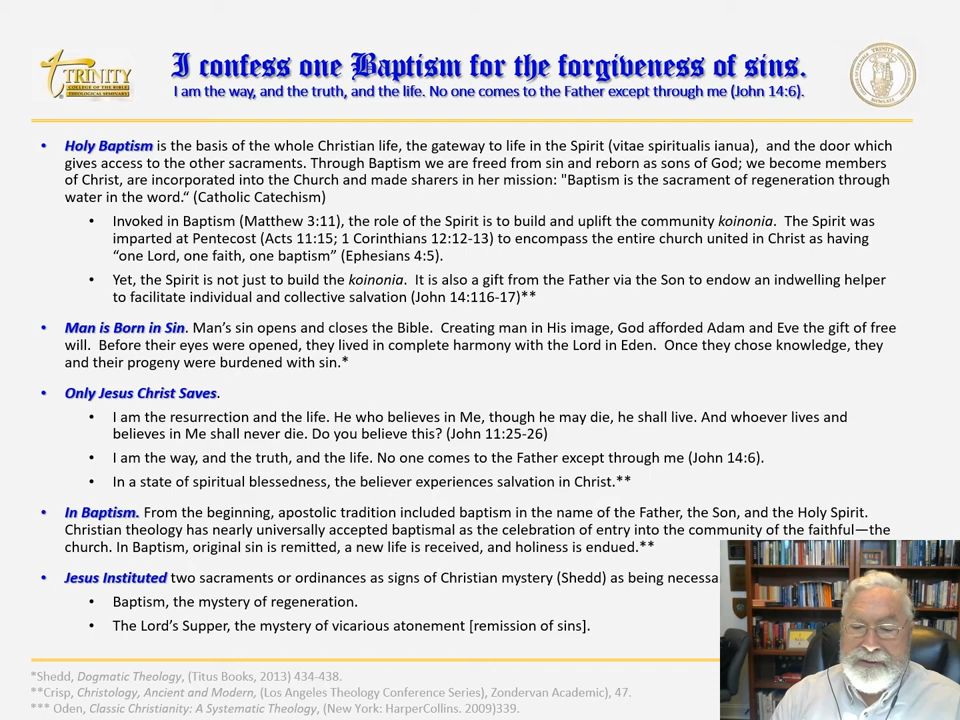 I confess one Baptism for the forgiveness of sins.
I am the way, and the truth, and the life. No one comes to the Father except through me (John 14:6).
TRINITY
COLLEGE OF THE BIBLE
THEOLOGICAL SEMINARY
• Holy Baptism is the basis of the whole Christian life, the gateway to life in the Spirit (vitae spiritualis ianua),  and the door which
gives access to the other sacraments. Through Baptism we are freed from sin and reborn as sons of God; we become members
of Christ, are incorporated into the Church and made sharers in her mission: "Baptism is the sacrament of regeneration through
water in the word.“ (Catholic Catechism)
• Invoked in Baptism (Matthew 3:11), the role of the Spirit is to build and uplift the community koinonia.  The Spirit was
imparted at Pentecost (Acts 11:15; 1 Corinthians 12:12-13) to encompass the entire church united in Christ as having
“one Lord, one faith, one baptism” (Ephesians 4:5).
• Yet, the Spirit is not just to build the koinonia.  It is also a gift from the Father via the Son to endow an indwelling helper
to facilitate individual and collective salvation (John 14:116-17)**
• Man is Born in Sin. Man’s sin opens and closes the Bible.  Creating man in His image, God afforded Adam and Eve the gift of free
will.  Before their eyes were opened, they lived in complete harmony with the Lord in Eden.  Once they chose knowledge, they
and their progeny were burdened with sin.*
• Only Jesus Christ Saves.
• I am the resurrection and the life. He who believes in Me, though he may die, he shall live. And whoever lives and
believes in Me shall never die. Do you believe this? (John 11:25-26)
• I am the way, and the truth, and the life. No one comes to the Father except through me (John 14:6).
• In a state of spiritual blessedness, the believer experiences salvation in Christ.**
• In Baptism. From the beginning, apostolic tradition included baptism in the name of the Father, the Son, and the Holy Spirit.
Christian theology has nearly universally accepted baptismal as the celebration of entry into the community of the faithful—the
church. In Baptism, original sin is remitted, a new life is received, and holiness is endued.**
• Jesus Instituted two sacraments or ordinances as signs of Christian mystery (Shedd) as being necessa
• Baptism, the mystery of regeneration.
• The Lord’s Supper, the mystery of vicarious atonement [remission of sins].
*Shedd, Dogmatic Theology, (Titus Books, 2013) 434-438.
**Crisp, Christology, Ancient and Modern, (Los Angeles Theology Conference Series), Zondervan Academic), 47.
*** Oden, Classic Christianity: A Systematic Theology, (New York: HarperCollins. 2009)339.